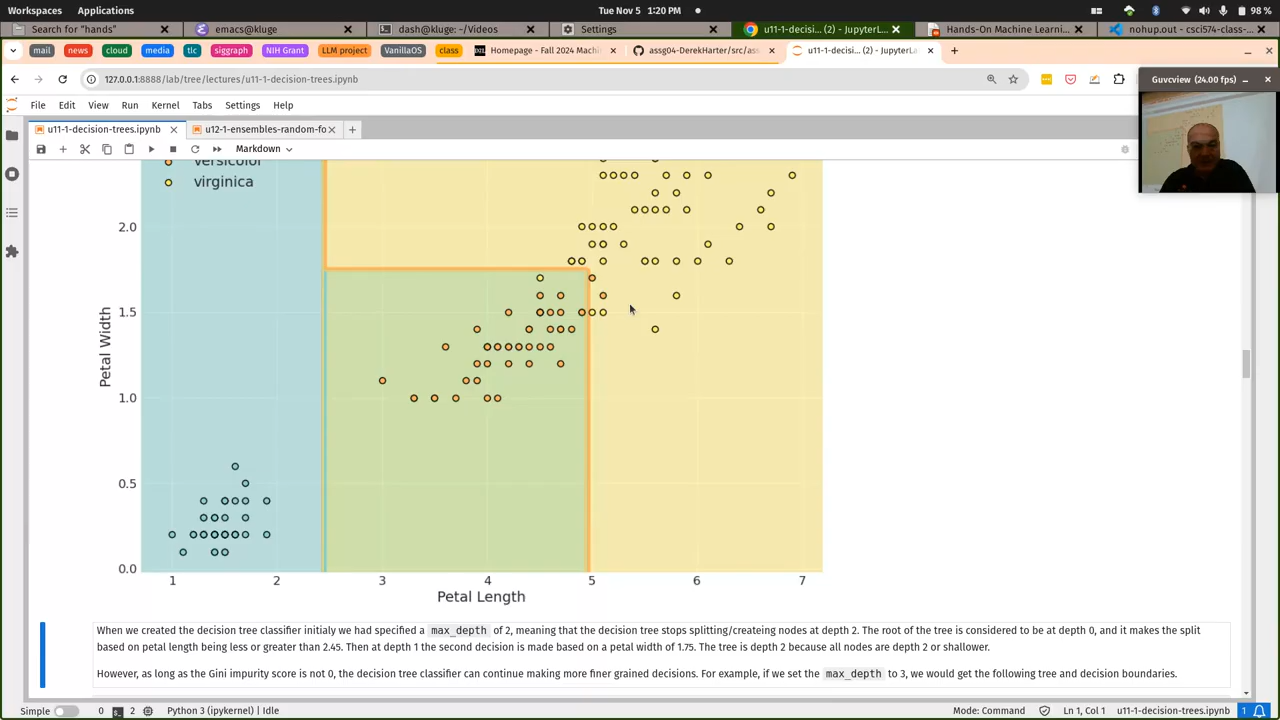 Workspaces Applications Tue Nov 5 1:20 PM 98 %
Search for "hands" emacs@kluge dash@kluge: ~/Videos Settings u11-1-decisi... (2) - JupyterL... Hands-On Machine Learni... nohup.out - csci574-class-...
mail news cloud media tlc siggraph NIH Grant LLM project VanillaOS class Homepage - Fall 2024 Machin assg04-DerekHarter/src/ass u11-1-decisi... (2) - JupyterLa
127.0.0.1:8888/lab/tree/lectures/u11-1-decision-trees.ipynb
Guvcview (24.00 fps)
File Edit View Run Kernel Tabs Settings Help
u11-1-decision-trees.ipynb u12-1-ensembles-random-fo
Markdown
versicolor
virginica
2.0
1.5
1.0
0.5
0.0
Petal Width
1 2 3 4 5 6 7
Petal Length
When we created the decision tree classifier initialy we had specified a max_depth of 2, meaning that the decision tree stops splitting/createing nodes at depth 2. The root of the tree is considered to be at depth 0, and it makes the split
based on petal length being less or greater than 2.45. Then at depth 1 the second decision is made based on a petal width of 1.75. The tree is depth 2 because all nodes are depth 2 or shallower.
However, as long as the Gini impurity score is not 0, the decision tree classifier can continue making more finer grained decisions. For example, if we set the max_depth to 3, we would get the following tree and decision boundaries.
Simple 0 2 Python 3 (ipykernel) | Idle Mode: Command Ln 1, Col 1 u11-1-decision-trees.ipynb 1